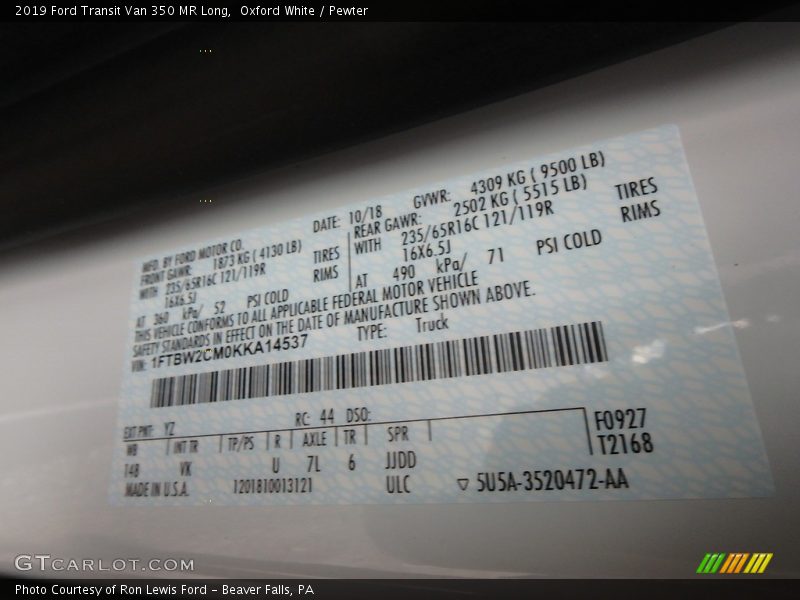 2019 Ford Transit Van 350 MR Long, Oxford White / Pewter
MFD. BY FORD MOTOR CO. DATE: 10/18 GVWR: 4309 KG ( 9500 LB)
FRONT GAWR: 1873 KG ( 4130 LB) REAR GAWR: 2502 KG ( 5515 LB)
WITH 235/65R16C 121/119R TIRES WITH 235/65R16C 121/119R TIRES
16X6.5J RIMS 16X6.5J RIMS
AT 360 kPa/ 52 PSI COLD AT 490 kPa/ 71 PSI COLD
THIS VEHICLE CONFORMS TO ALL APPLICABLE FEDERAL MOTOR VEHICLE
SAFETY STANDARDS IN EFFECT ON THE DATE OF MANUFACTURE SHOWN ABOVE.
VIN: 1FTBW2CM0KKA14537 TYPE: Truck
EXT PNT: YZ RC: 44 DSO: F0927
WB INT TR TP/PS R AXLE TR SPR T2168
148 VK U 7L 6 JJDD
MADE IN U.S.A. 1201810013121 ULC ▽ 5U5A-3520472-AA
GTCARLOT.COM
Photo Courtesy of Ron Lewis Ford – Beaver Falls, PA